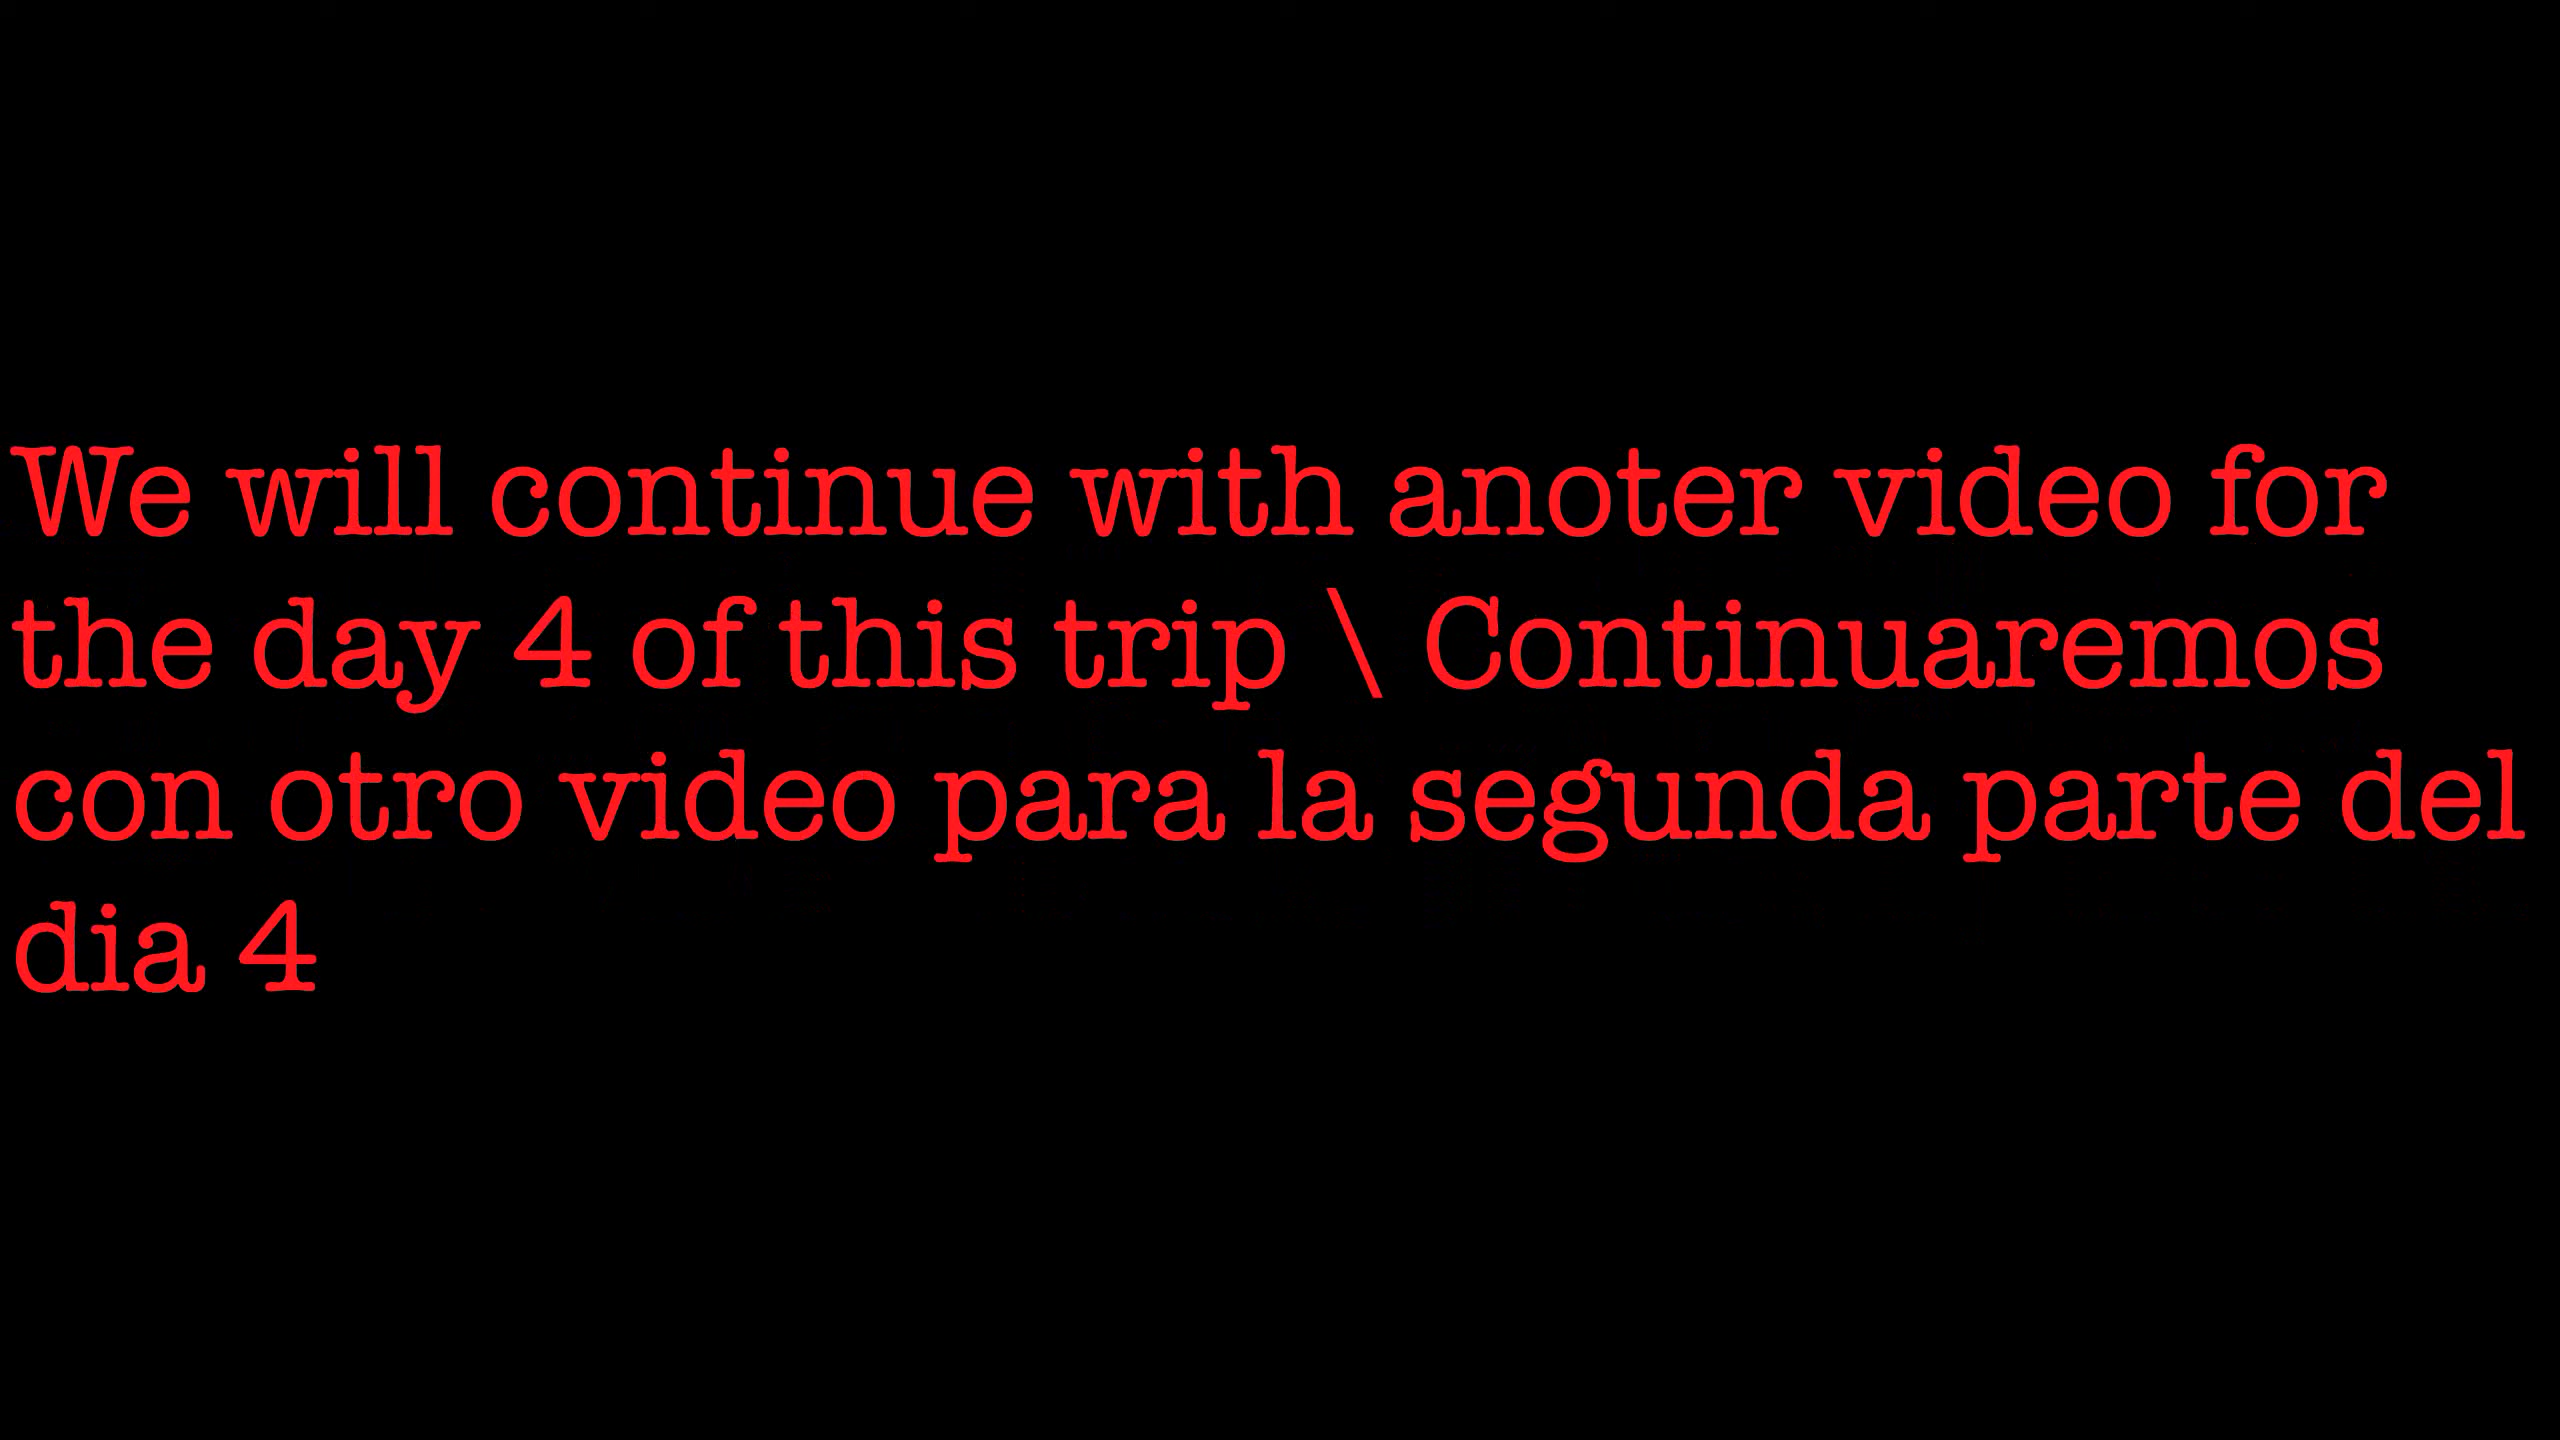 We will continue with anoter video for
the day 4 of this trip \ Continuaremos
con otro video para la segunda parte del
dia 4